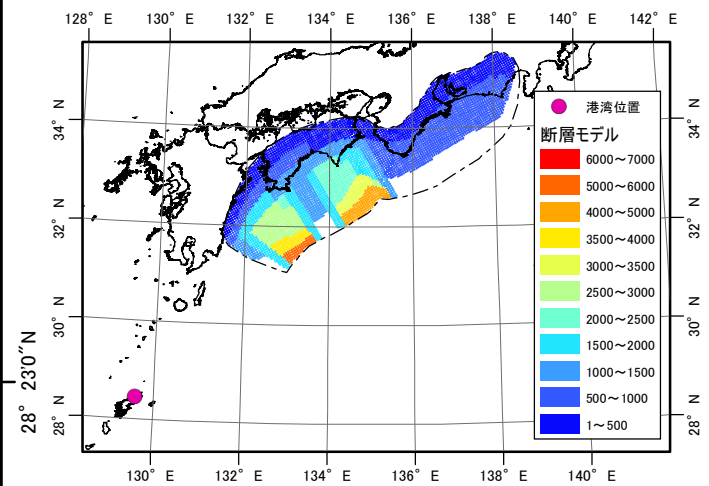 128° E 130° E 132° E 134° E 136° E 138° E 140° E 142° E
34° N
32° N
30° N
28° N
28° 23'0"N
34° N
32° N
30° N
28° N
港湾位置
断層モデル
6000～7000
5000～6000
4000～5000
3500～4000
3000～3500
2500～3000
2000～2500
1500～2000
1000～1500
500～1000
1～500
130° E 132° E 134° E 136° E 138° E 140° E